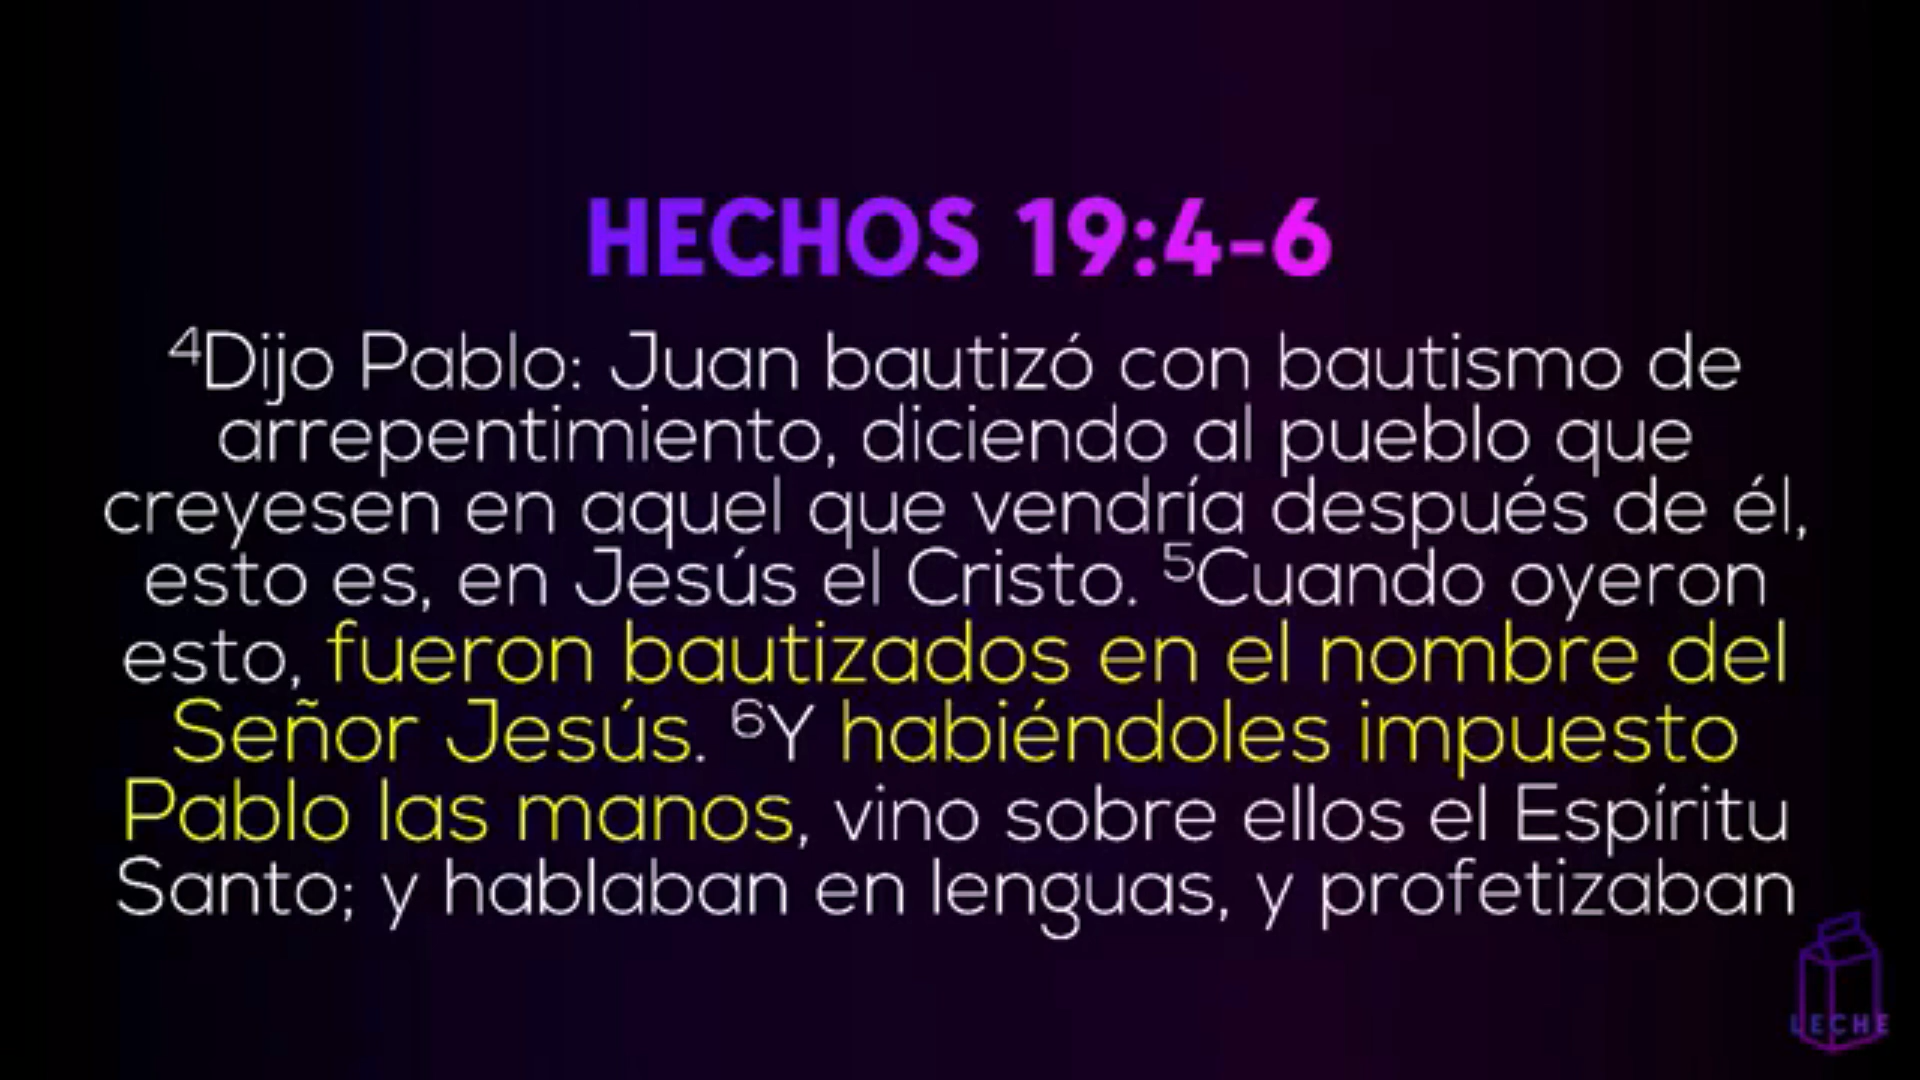 HECHOS 19:4-6
⁴Dijo Pablo: Juan bautizó con bautismo de
arrepentimiento, diciendo al pueblo que
creyesen en aquel que vendría después de él,
esto es, en Jesús el Cristo. ⁵Cuando oyeron
esto, fueron bautizados en el nombre del
Señor Jesús. ⁶Y habiéndoles impuesto
Pablo las manos, vino sobre ellos el Espíritu
Santo; y hablaban en lenguas, y profetizaban
LECHE